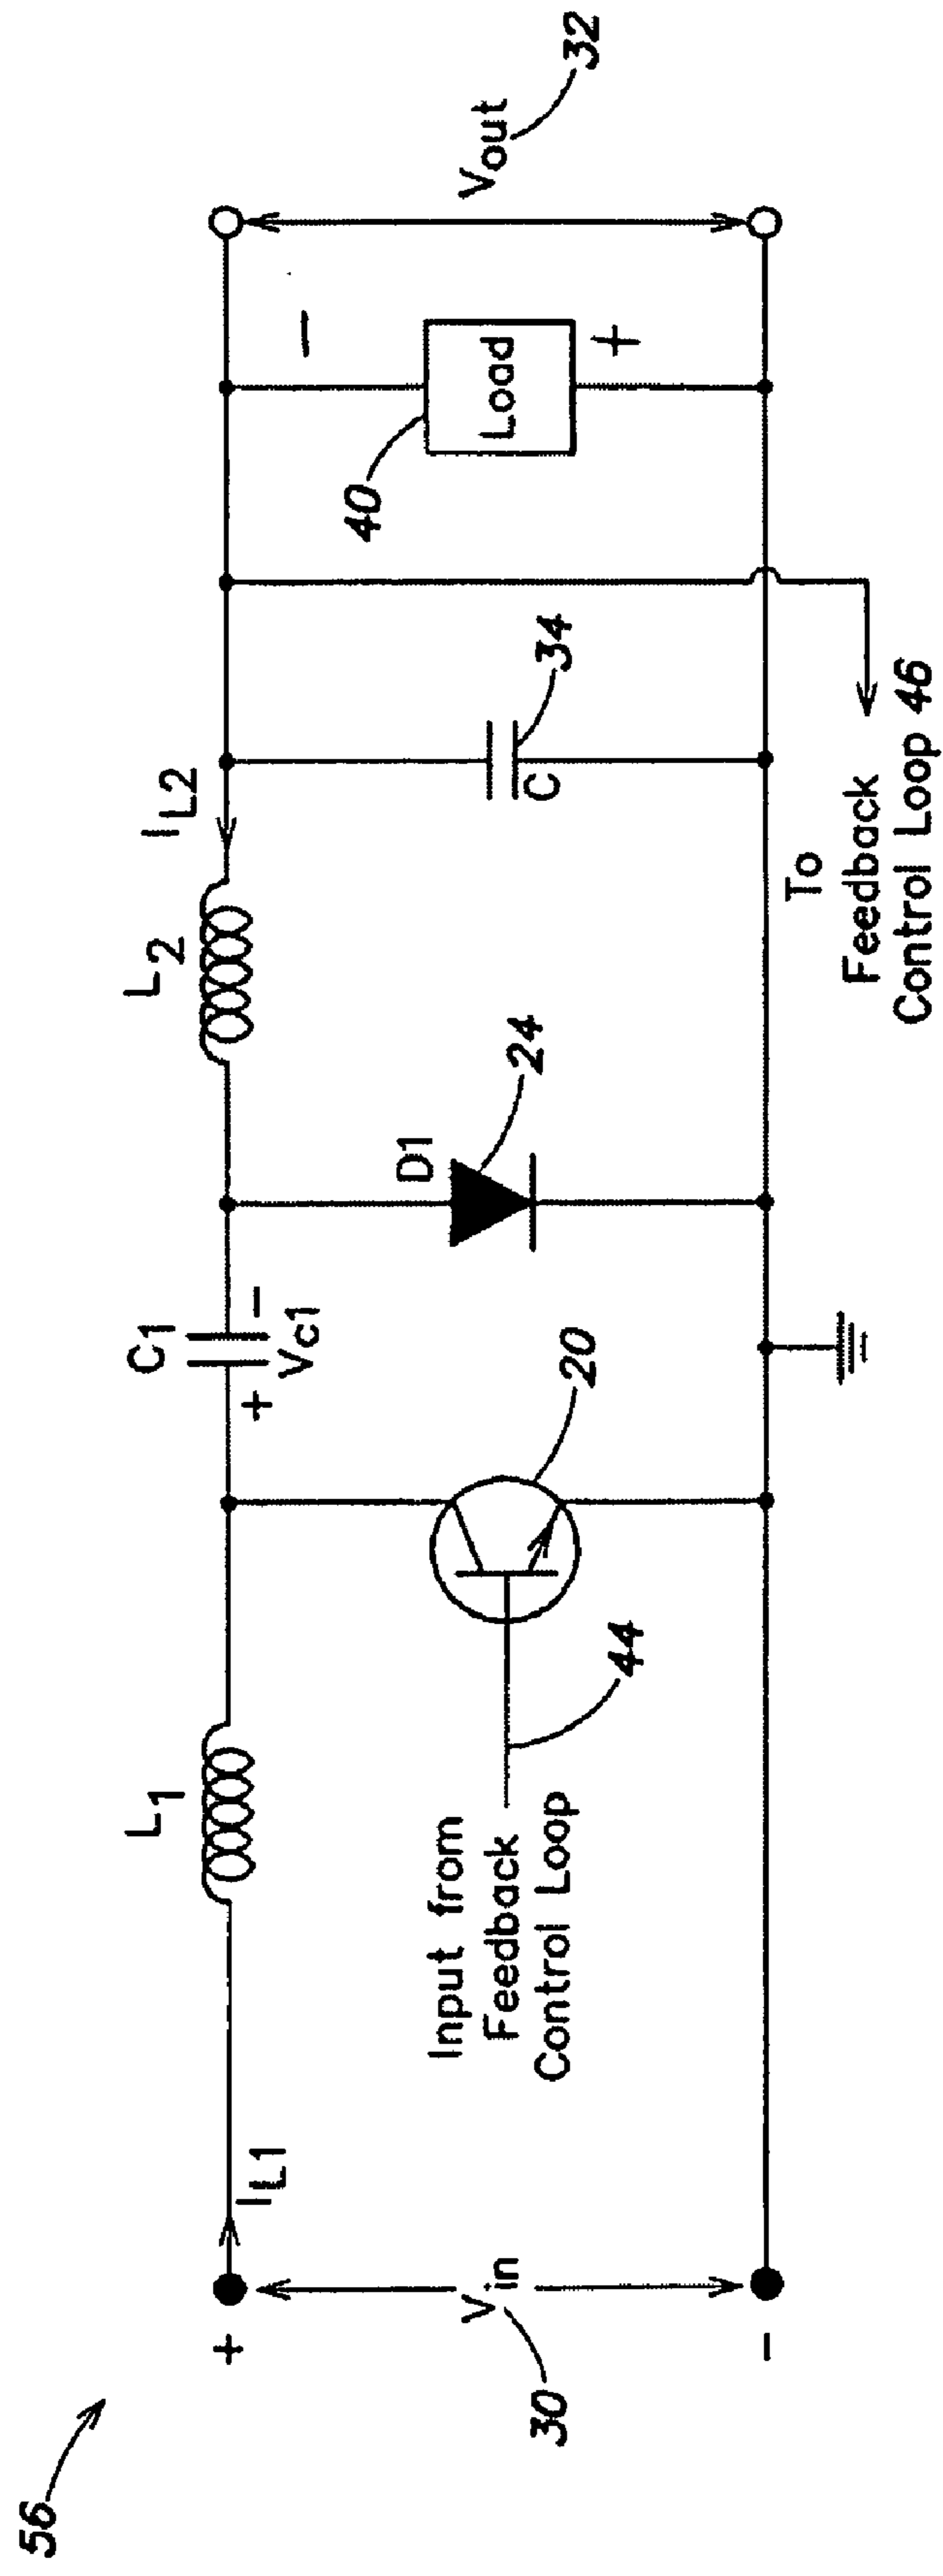 56
+
30
Vin
-
IL1
L1
Input from
Feedback
Control Loop
44
20
C1
+
-
Vc1
D1
24
L2
IL2
C
34
To
Feedback
Control Loop 46
40
Load
-
+
Vout
32